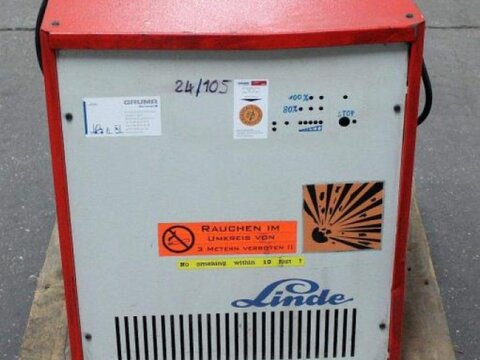 24/105
GRUMA
100%
80%
STOP
RAUCHEN IM
UMKREIS VON
3 METERN VERBOTEN !!
No smoking within 10 feet !
Linde